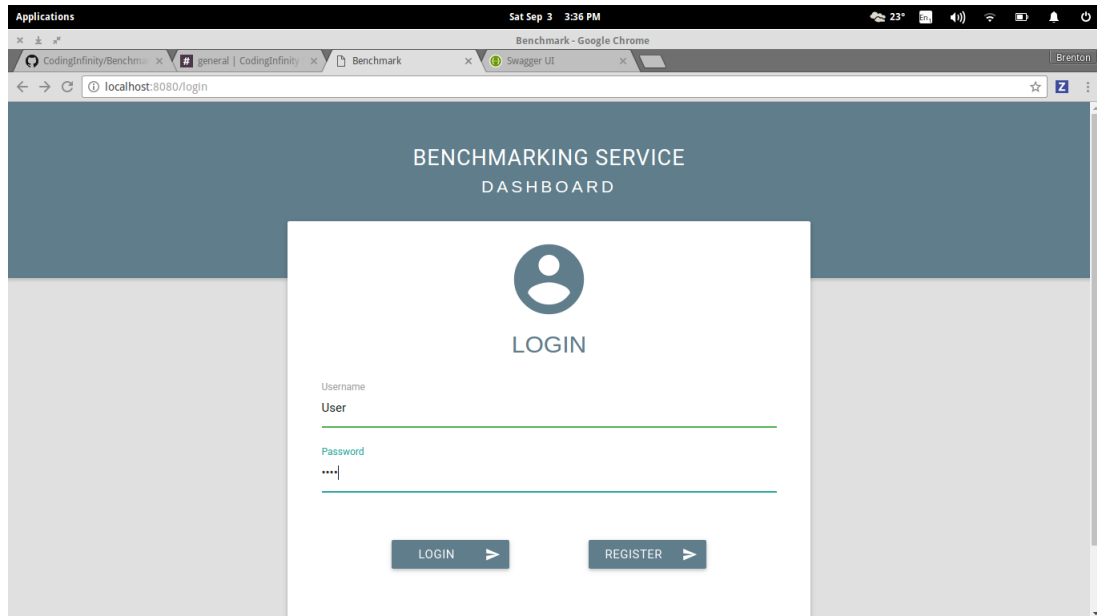 Applications Sat Sep 3 3:36 PM 23° En₁
Benchmark - Google Chrome
CodingInfinity/Benchma general | CodingInfinity Benchmark Swagger UI Brenton
localhost:8080/login Z
BENCHMARKING SERVICE
DASHBOARD
LOGIN
Username
User
Password
••••
LOGIN REGISTER